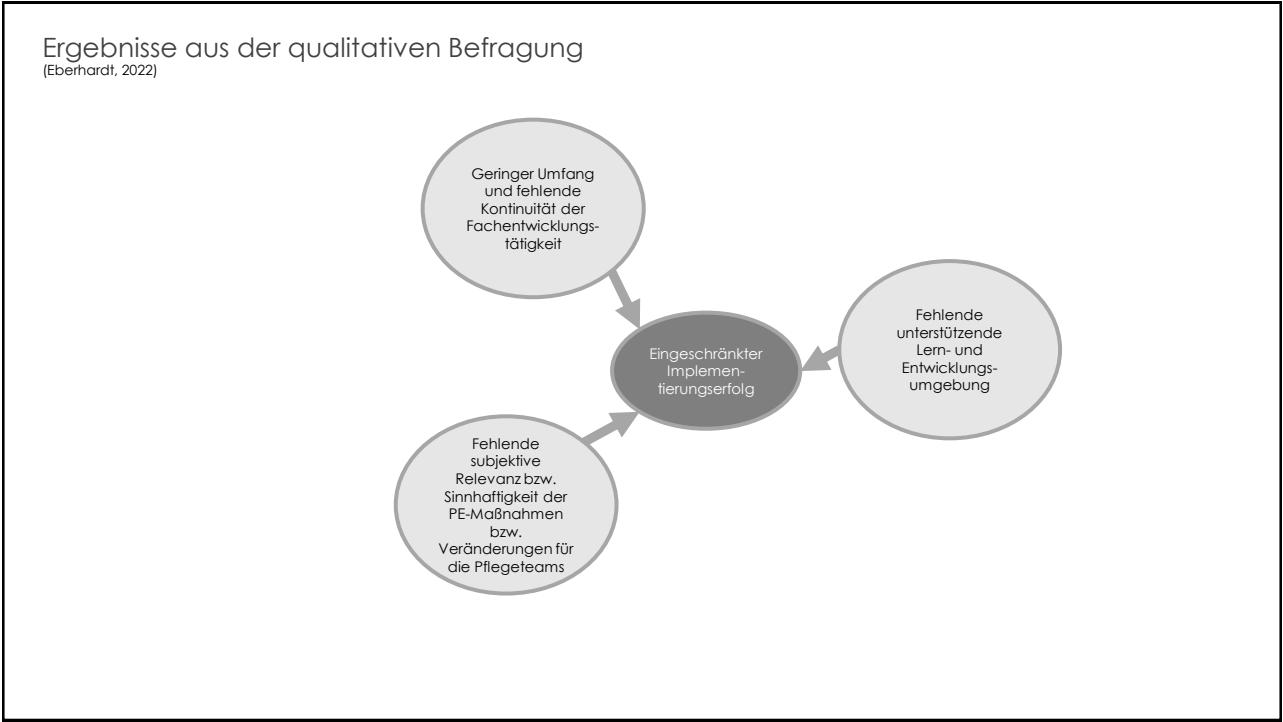 Ergebnisse aus der qualitativen Befragung
(Eberhardt, 2022)
Geringer Umfang
und fehlende
Kontinuität der
Fachentwicklungs-
tätigkeit
Fehlende
unterstützende
Lern- und
Entwicklungs-
umgebung
Eingeschränkter
Implemen-
tierungserfolg
Fehlende
subjektive
Relevanz bzw.
Sinnhaftigkeit der
PE-Maßnahmen
bzw.
Veränderungen für
die Pflegeteams